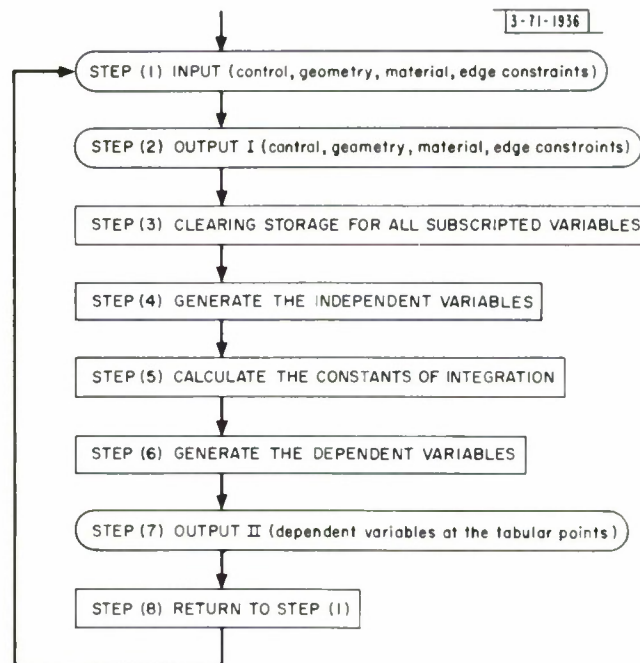 3-71-1936
STEP (1) INPUT (control, geometry, material, edge constraints)
STEP (2) OUTPUT I (control, geometry, material, edge constraints)
STEP (3) CLEARING STORAGE FOR ALL SUBSCRIPTED VARIABLES
STEP (4) GENERATE THE INDEPENDENT VARIABLES
STEP (5) CALCULATE THE CONSTANTS OF INTEGRATION
STEP (6) GENERATE THE DEPENDENT VARIABLES
STEP (7) OUTPUT II (dependent variables at the tabular points)
STEP (8) RETURN TO STEP (1)